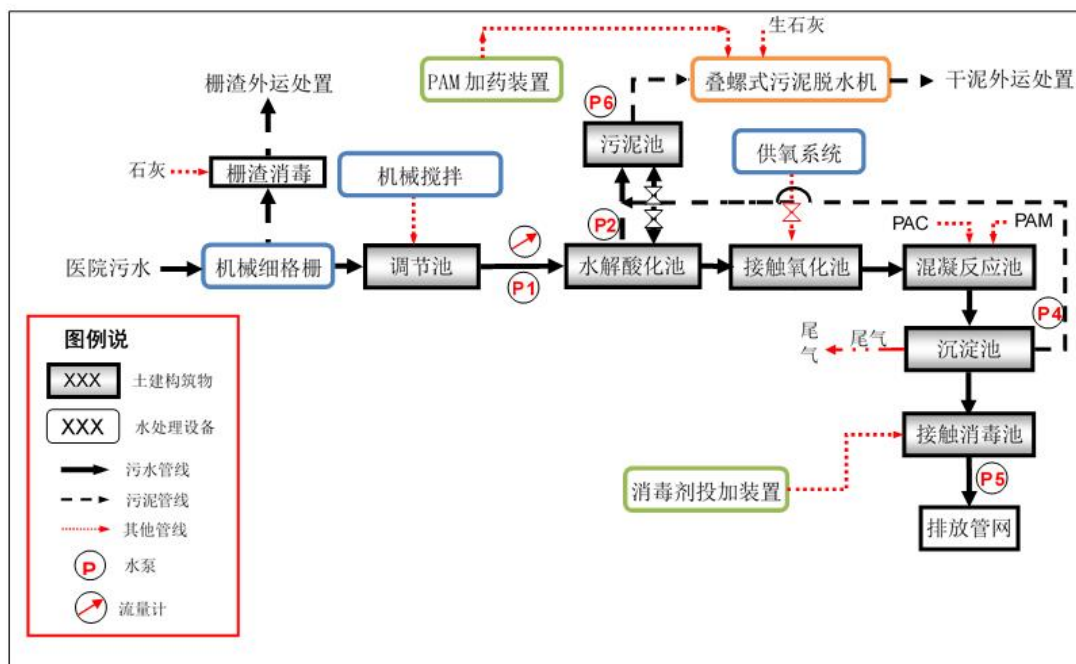 生石灰
PAM 加药装置
叠螺式污泥脱水机
干泥外运处置
栅渣外运处置
P6
污泥池
供氧系统
石灰
栅渣消毒
机械搅拌
PAC
PAM
P2
医院污水
机械细格栅
调节池
P1
水解酸化池
接触氧化池
混凝反应池
P4
尾气
尾气
沉淀池
接触消毒池
消毒剂投加装置
P5
排放管网
图例说
XXX
土建构筑物
XXX
水处理设备
污水管线
污泥管线
其他管线
P
水泵
流量计